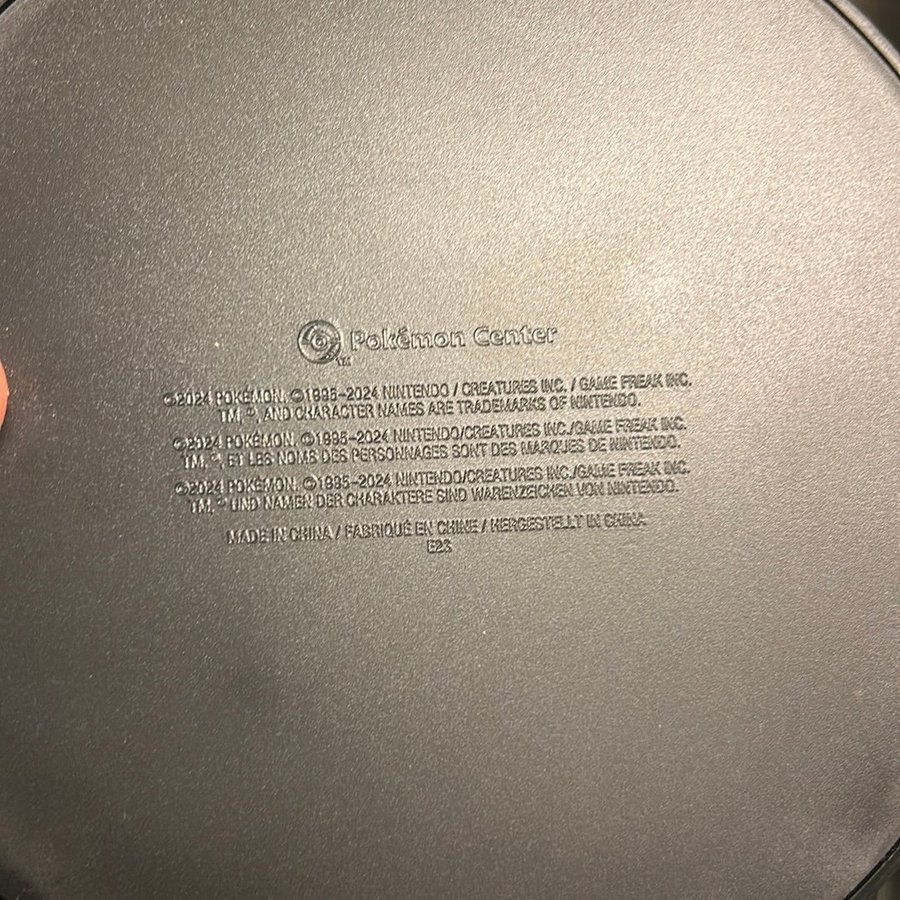 Pokémon Center
TM
©2024 POKÉMON. ©1995–2024 NINTENDO / CREATURES INC. / GAME FREAK INC.
TM, ®, AND CHARACTER NAMES ARE TRADEMARKS OF NINTENDO.
©2024 POKÉMON. ©1995–2024 NINTENDO/CREATURES INC./GAME FREAK INC.
TM, ®, ET LES NOMS DES PERSONNAGES SONT DES MARQUES DE NINTENDO.
©2024 POKÉMON. ©1995–2024 NINTENDO/CREATURES INC./GAME FREAK INC.
TM, ® UND NAMEN DER CHARAKTERE SIND WARENZEICHEN VON NINTENDO.
MADE IN CHINA / FABRIQUÉ EN CHINE / HERGESTELLT IN CHINA